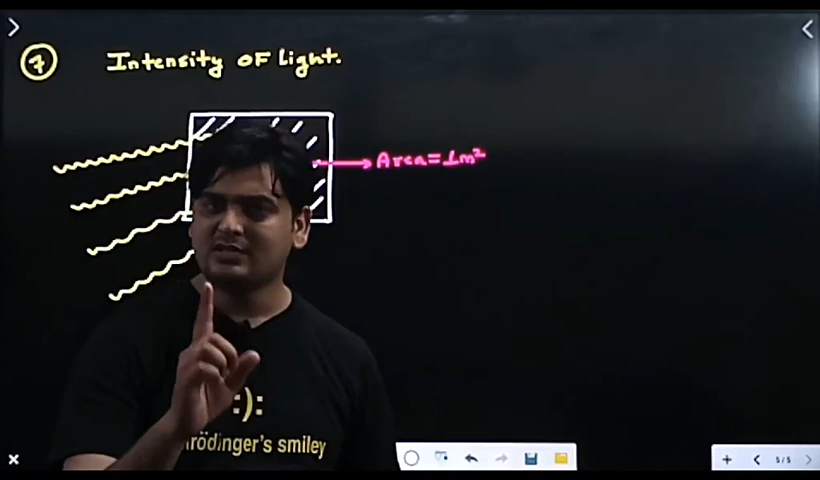 7 Intensity OF Light.
Area = 1m²
:):
rödinger's smiley
5/5